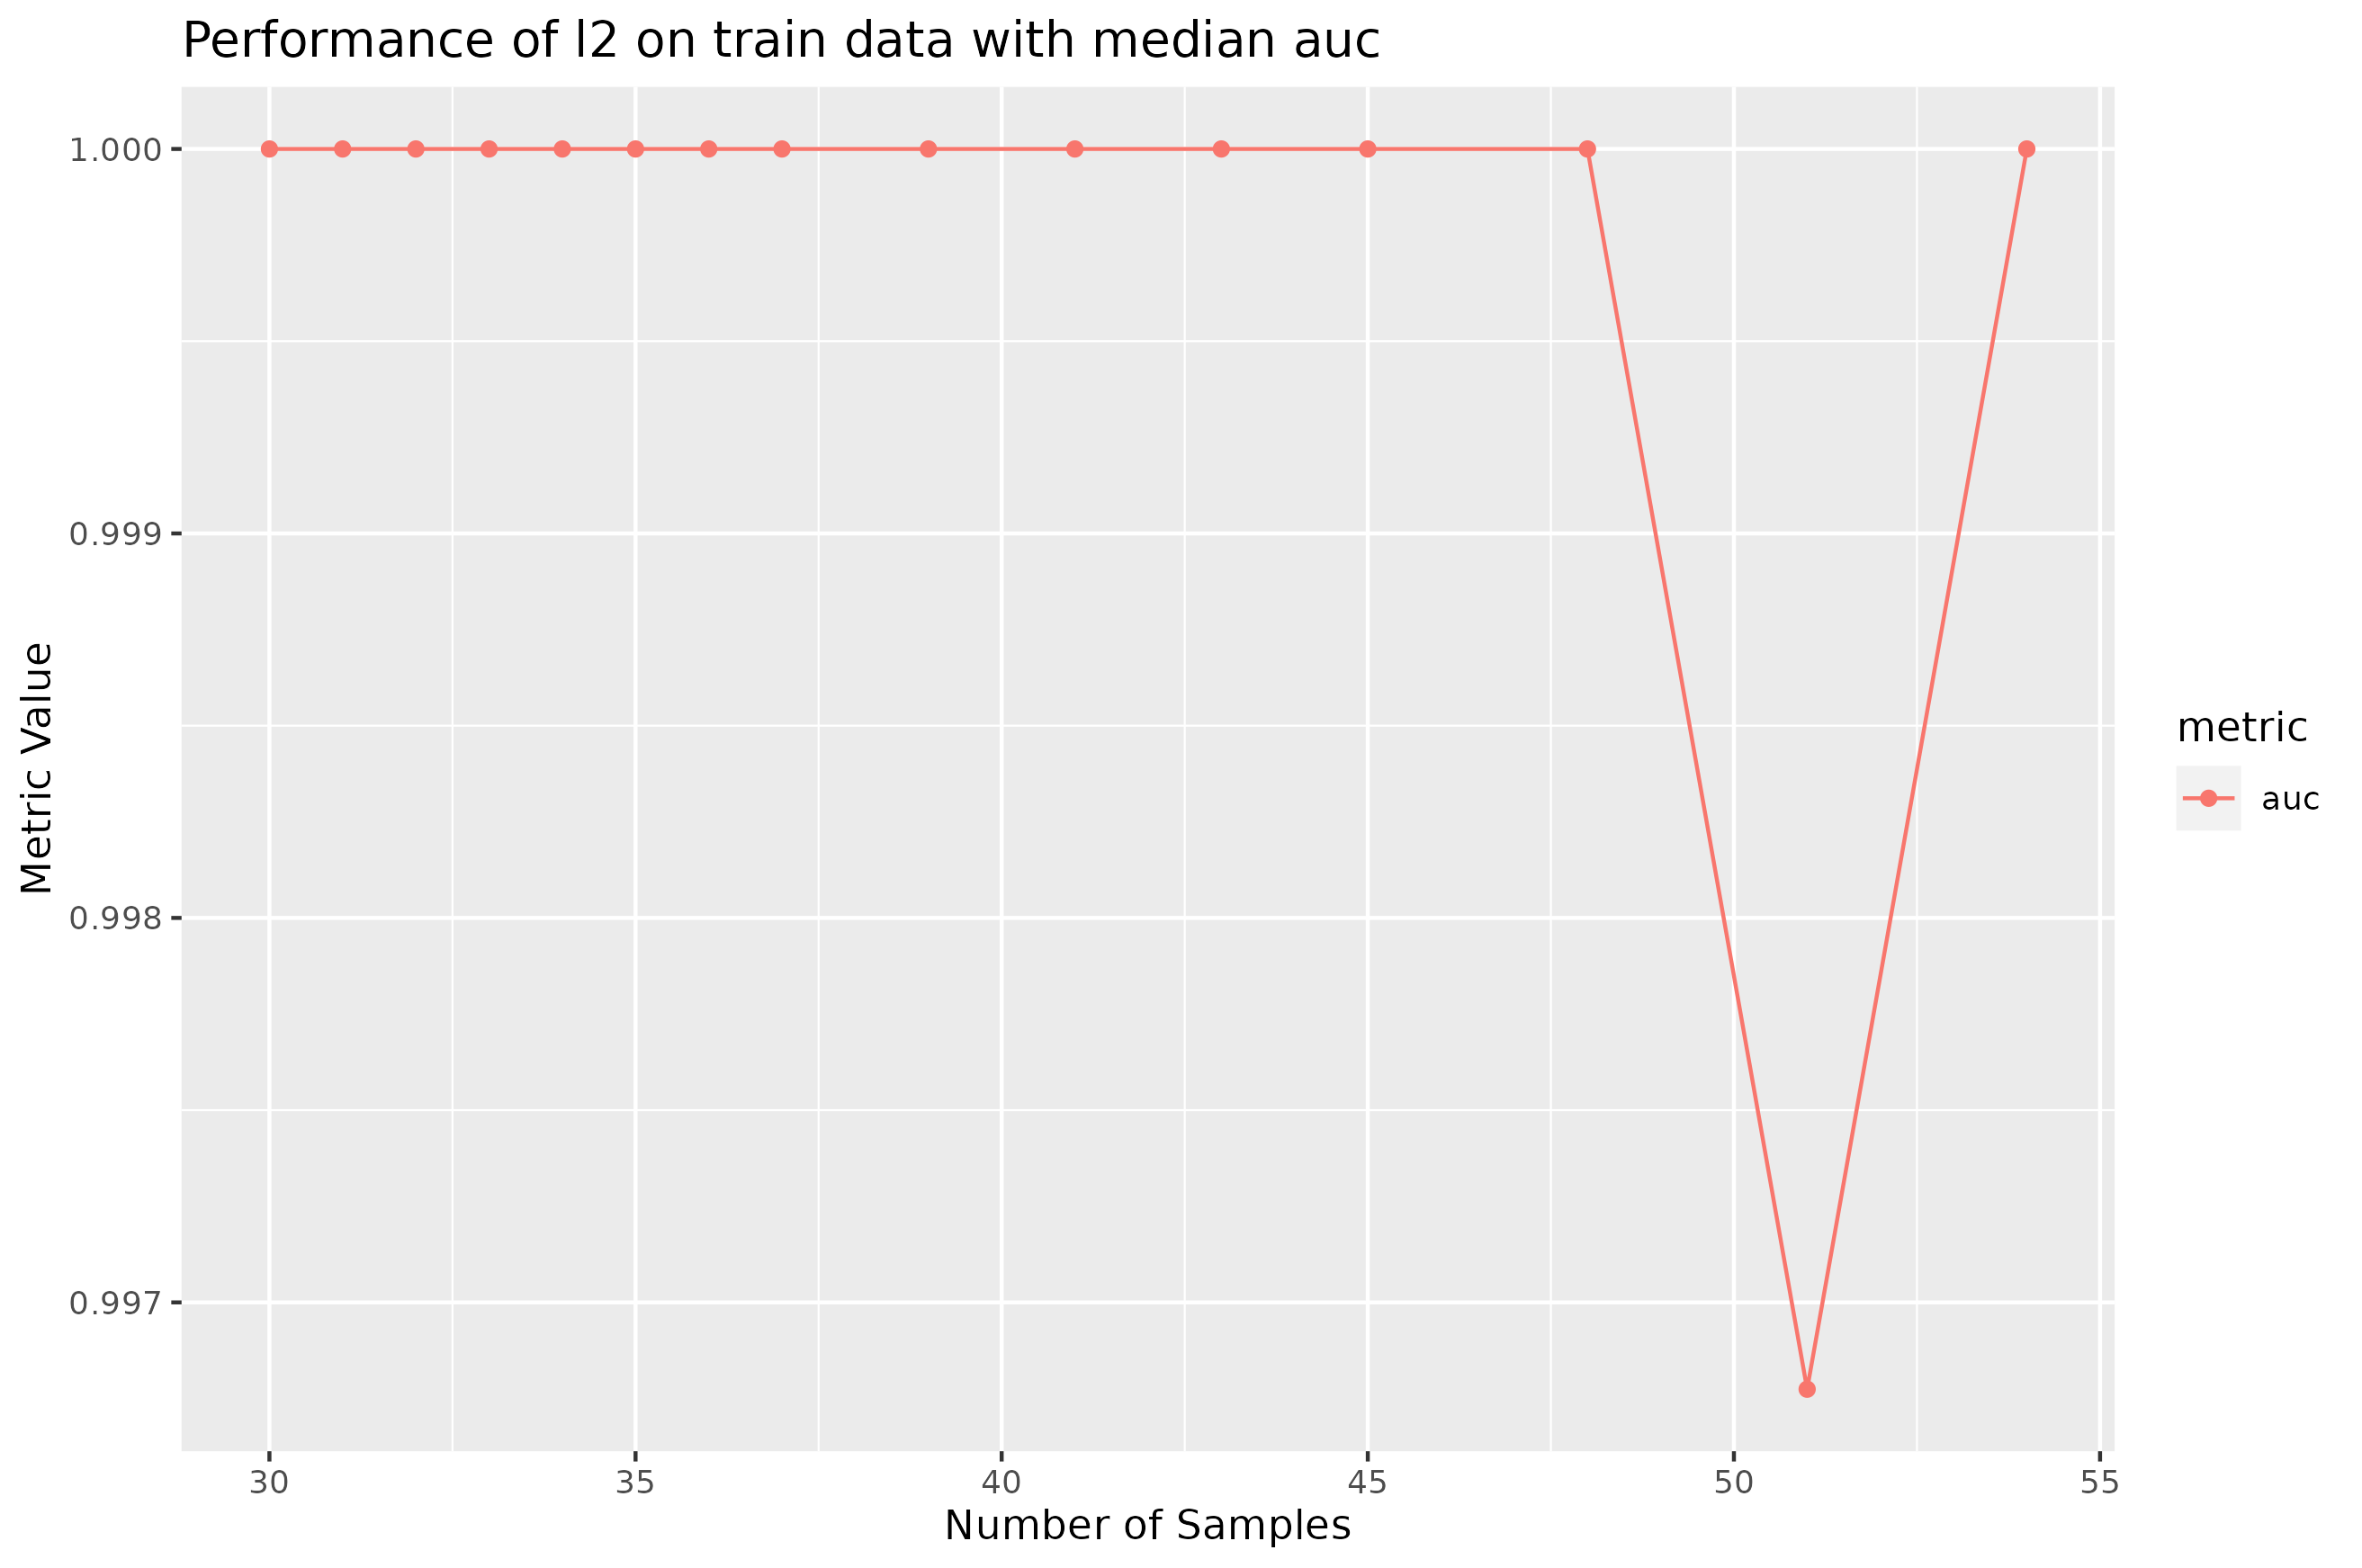 Performance of l2 on train data with median auc
Metric Value
1.000
0.999
0.998
0.997
30 35 40 45 50 55
Number of Samples
metric
auc